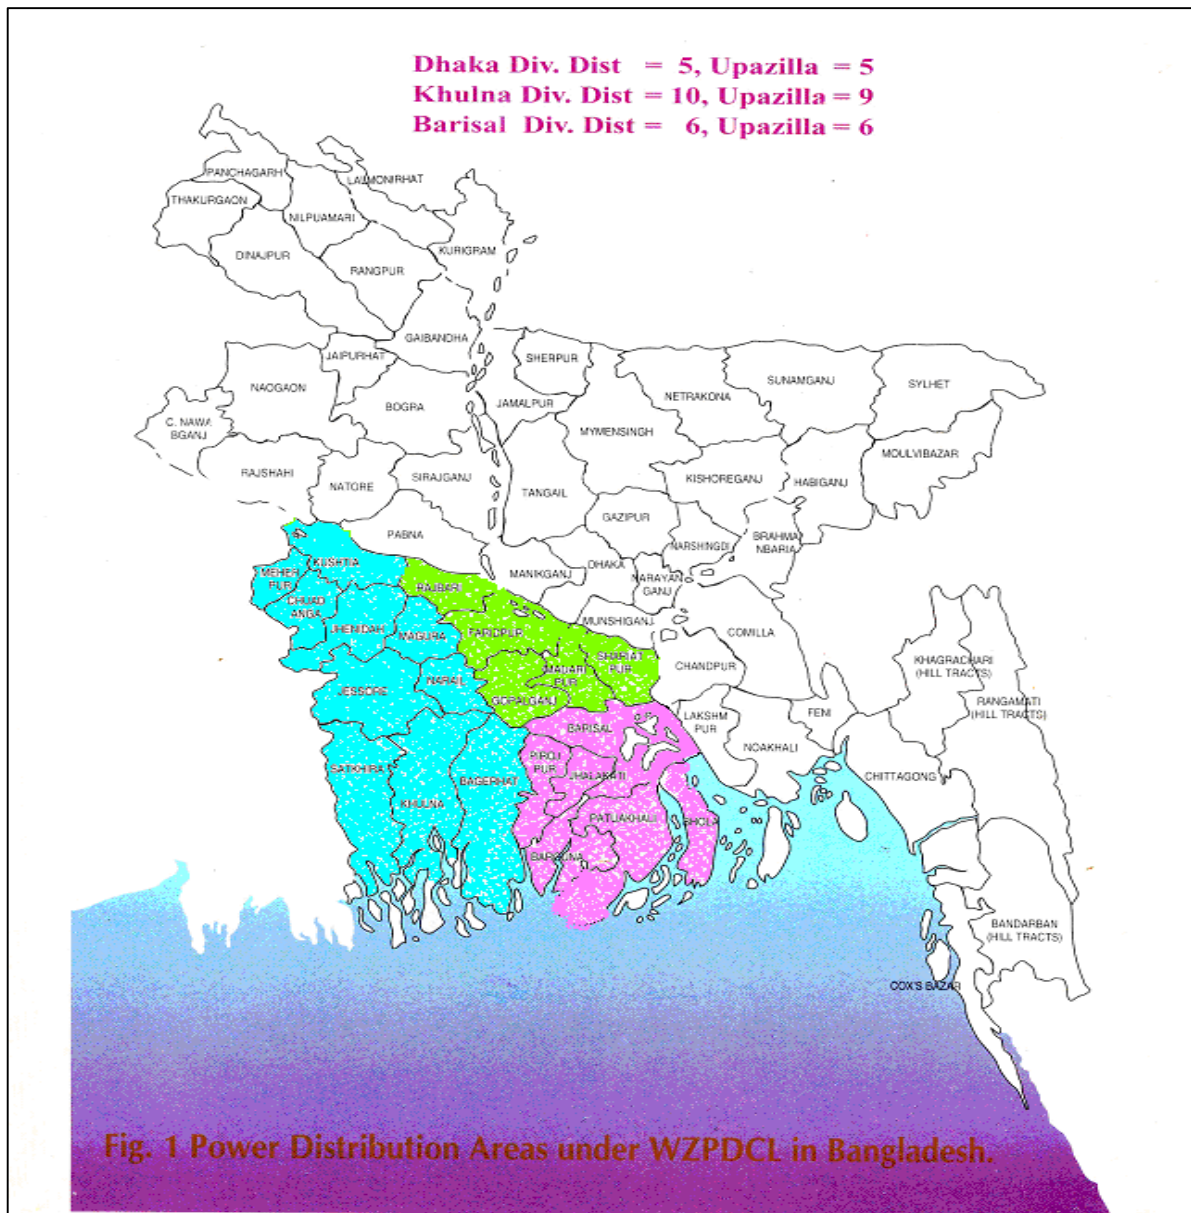 Dhaka Div. Dist = 5, Upazilla = 5
Khulna Div. Dist = 10, Upazilla = 9
Barisal Div. Dist = 6, Upazilla = 6
PANCHAGARH
LALMONIRHAT
THAKURGAON
NILPUAMARI
KURIGRAM
DINAJPUR
RANGPUR
GAIBANDHA
JAIPURHAT
SHERPUR
NAOGAON
SUNAMGANJ
SYLHET
BOGRA
JAMALPUR
NETRAKONA
C. NAWA
BGANJ
MYMENSINGH
MOULVIBAZAR
RAJSHAHI
SIRAJGANJ
KISHOREGANJ
HABIGANJ
NATORE
TANGAIL
GAZIPUR
PABNA
NARSHINGDI
BRAHMA
NBARIA
KUSHTIA
DHAKA
MEHER
PUR
MANIKGANJ
NARAYAN
GANJ
RAJBARI
CHUAD
ANGA
JHENIDAH
MAGURA
FARIDPUR
MUNSHIGANJ
COMILLA
SHARIAT
PUR
MADARI
PUR
CHANDPUR
KHAGRACHARI
(HILL TRACTS)
JESSORE
NARAIL
GOPALGANJ
RANGAMATI
(HILL TRACTS)
LAKSHM
PUR
FENI
BARISAL
NOAKHALI
PIROJ
PUR
SATKHIRA
BAGERHAT
JHALAKATI
CHITTAGONG
KHULNA
PATUAKHALI
BHOLA
BARGUNA
BANDARBAN
(HILL TRACTS)
COX'S BAZAR
Fig. 1 Power Distribution Areas under WZPDCL in Bangladesh.